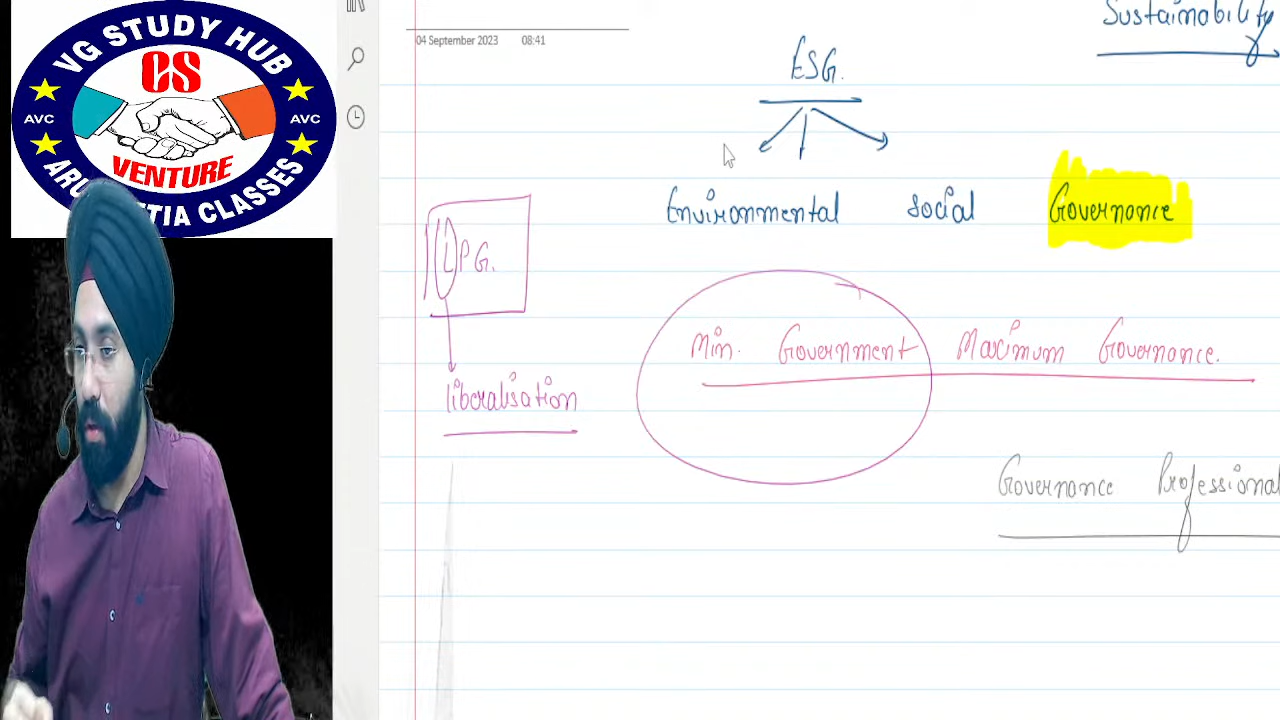 VG STUDY HUB
CS
AVC
AVC
VENTURE
CLASSES
04 September 2023 08:41
Sustainability
ESG.
Environmental Social Governance
LPG.
Min. Government Maximum Governance.
liberalisation
Governance Professional